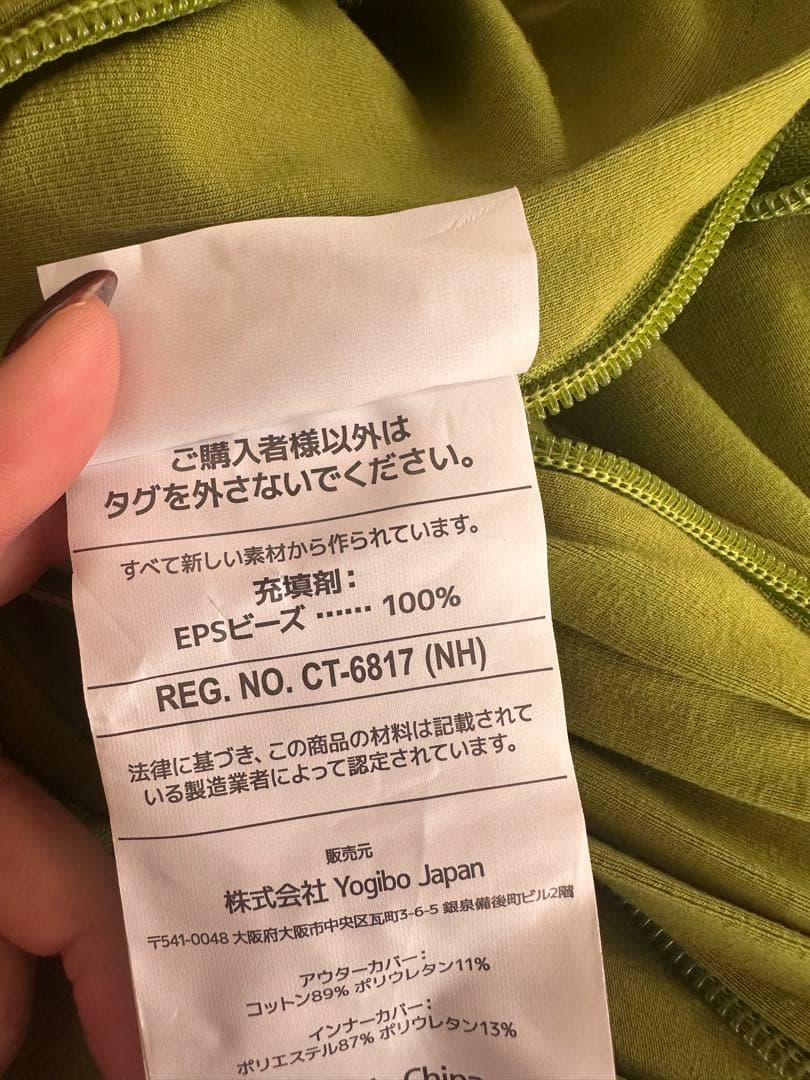 ご購入者様以外は
タグを外さないでください。
すべて新しい素材から作られています。
充填剤：
EPSビーズ …… 100%
REG. NO. CT-6817 (NH)
法律に基づき、この商品の材料は記載されて
いる製造業者によって認定されています。
販売元
株式会社 Yogibo Japan
〒541-0048 大阪府大阪市中央区瓦町3-6-5 銀泉備後町ビル2階
アウターカバー：
コットン89% ポリウレタン11%
インナーカバー：
ポリエステル87% ポリウレタン13%
China